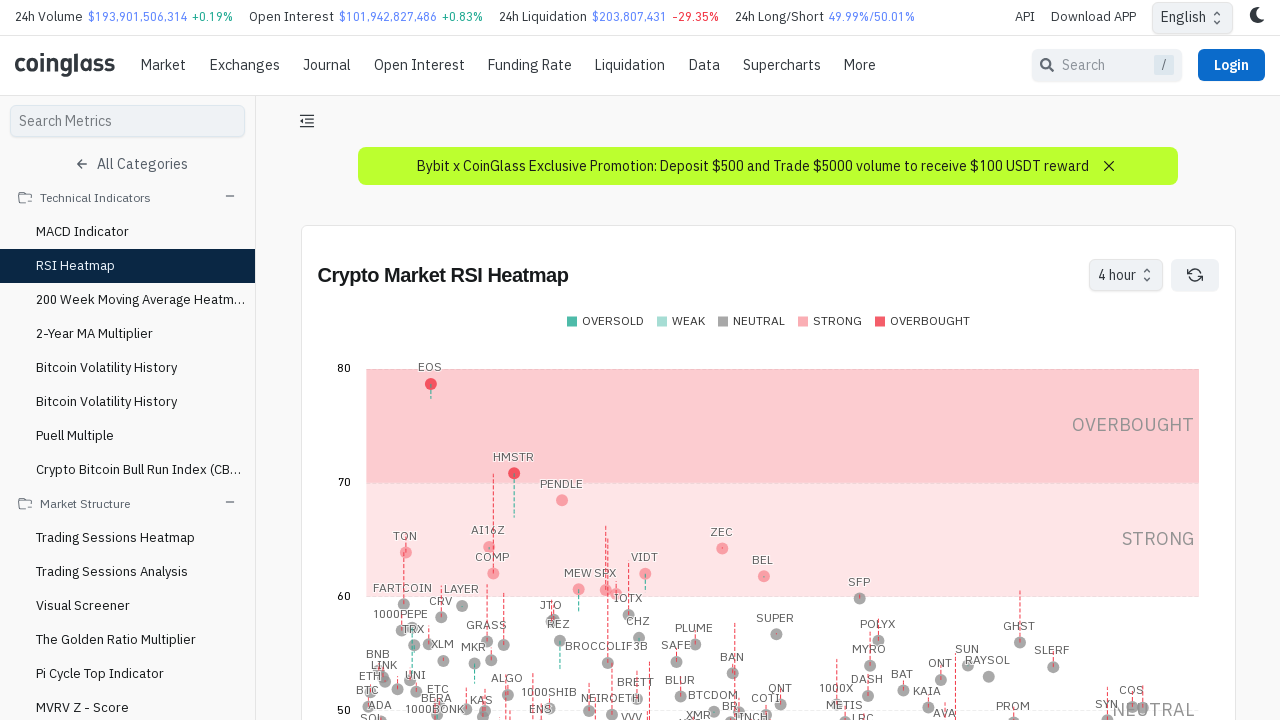 24h Volume $193,901,506,314 +0.19% Open Interest $101,942,827,486 +0.83% 24h Liquidation $203,807,431 -29.35% 24h Long/Short 49.99%/50.01% API Download APP English
coinglass Market Exchanges Journal Open Interest Funding Rate Liquidation Data Supercharts More Search / Login
Search Metrics
All Categories
Technical Indicators
MACD Indicator
RSI Heatmap
200 Week Moving Average Heatm...
2-Year MA Multiplier
Bitcoin Volatility History
Bitcoin Volatility History
Puell Multiple
Crypto Bitcoin Bull Run Index (CB...
Market Structure
Trading Sessions Heatmap
Trading Sessions Analysis
Visual Screener
The Golden Ratio Multiplier
Pi Cycle Top Indicator
MVRV Z - Score
Bybit x CoinGlass Exclusive Promotion: Deposit $500 and Trade $5000 volume to receive $100 USDT reward
Crypto Market RSI Heatmap
4 hour
OVERSOLD WEAK NEUTRAL STRONG OVERBOUGHT
80
EOS
OVERBOUGHT
HMSTR
70
PENDLE
TON
AI16Z
ZEC
STRONG
COMP
VIDT
BEL
MEW SPX
FARTCOIN LAYER
SFP
60
CRV
JTO
IOTX
1000PEPE
TRX
GRASS
REZ
CHZ
PLUME
SUPER
POLYX
GHST
XLM
MKR
BROCCOLIF3B
SAFE
MYRO
SUN
SLERF
BNB
LINK
BAN
ONT
RAYSOL
ETH
UNI
ALGO
BRETT
BLUR
DASH
BAT
BTC
ETC
1000SHIB
QNT
1000X
KAIA
COS
ADA
BERA
KAS
NEIROETH
BTCDOM
COTI
METIS
PROM
SYN
50
1000BONK
ENS
XMR
1INCH
LRC
AVA
NEUTRAL
SOL
VVV